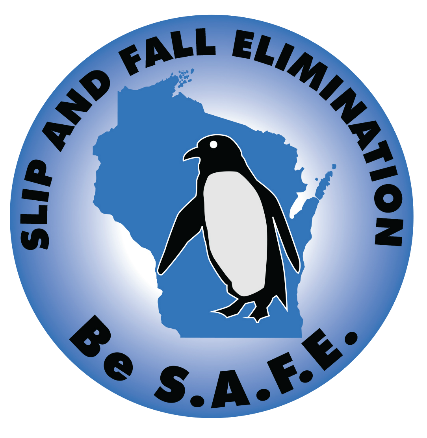 SLIP AND FALL ELIMINATION
Be S.A.F.E.